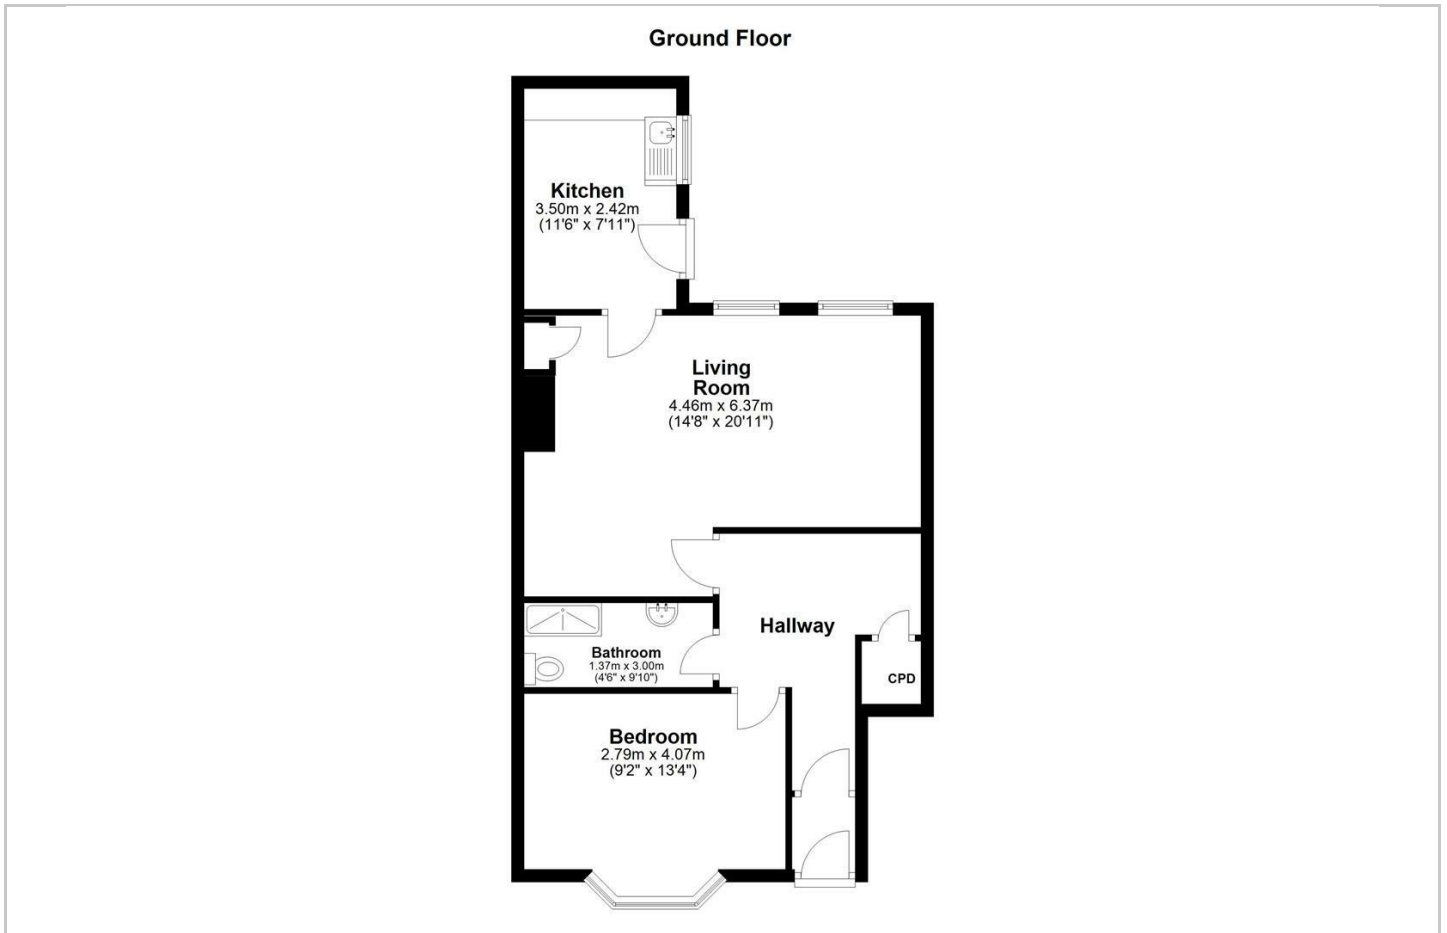 Ground Floor
Kitchen
3.50m x 2.42m
(11'6" x 7'11")
Living
Room
4.46m x 6.37m
(14'8" x 20'11")
Hallway
Bathroom
1.37m x 3.00m
(4'6" x 9'10")
CPD
Bedroom
2.79m x 4.07m
(9'2" x 13'4")